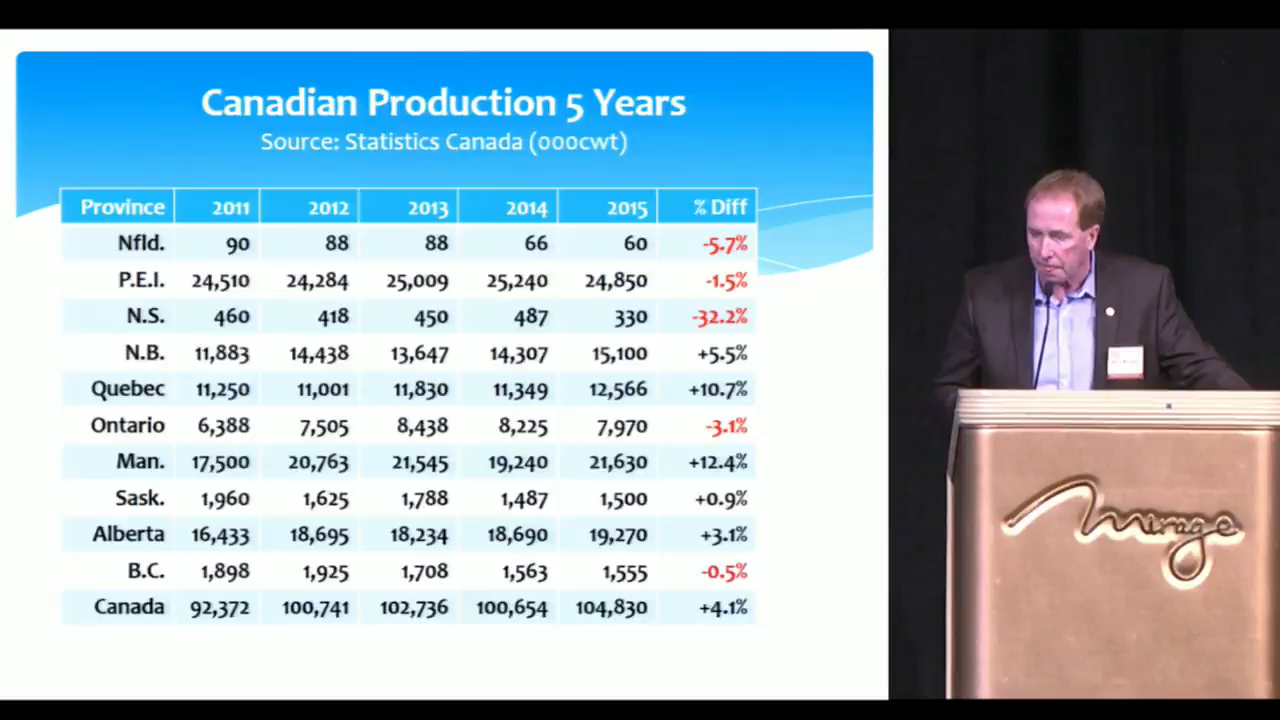 Canadian Production 5 Years
Source: Statistics Canada (000cwt)
Province 2011 2012 2013 2014 2015 % Diff
Nfld. 90 88 88 66 60 -5.7%
P.E.I. 24,510 24,284 25,009 25,240 24,850 -1.5%
N.S. 460 418 450 487 330 -32.2%
N.B. 11,883 14,438 13,647 14,307 15,100 +5.5%
Quebec 11,250 11,001 11,830 11,349 12,566 +10.7%
Ontario 6,388 7,505 8,438 8,225 7,970 -3.1%
Man. 17,500 20,763 21,545 19,240 21,630 +12.4%
Sask. 1,960 1,625 1,788 1,487 1,500 +0.9%
Alberta 16,433 18,695 18,234 18,690 19,270 +3.1%
B.C. 1,898 1,925 1,708 1,563 1,555 -0.5%
Canada 92,372 100,741 102,736 100,654 104,830 +4.1%
Mirage